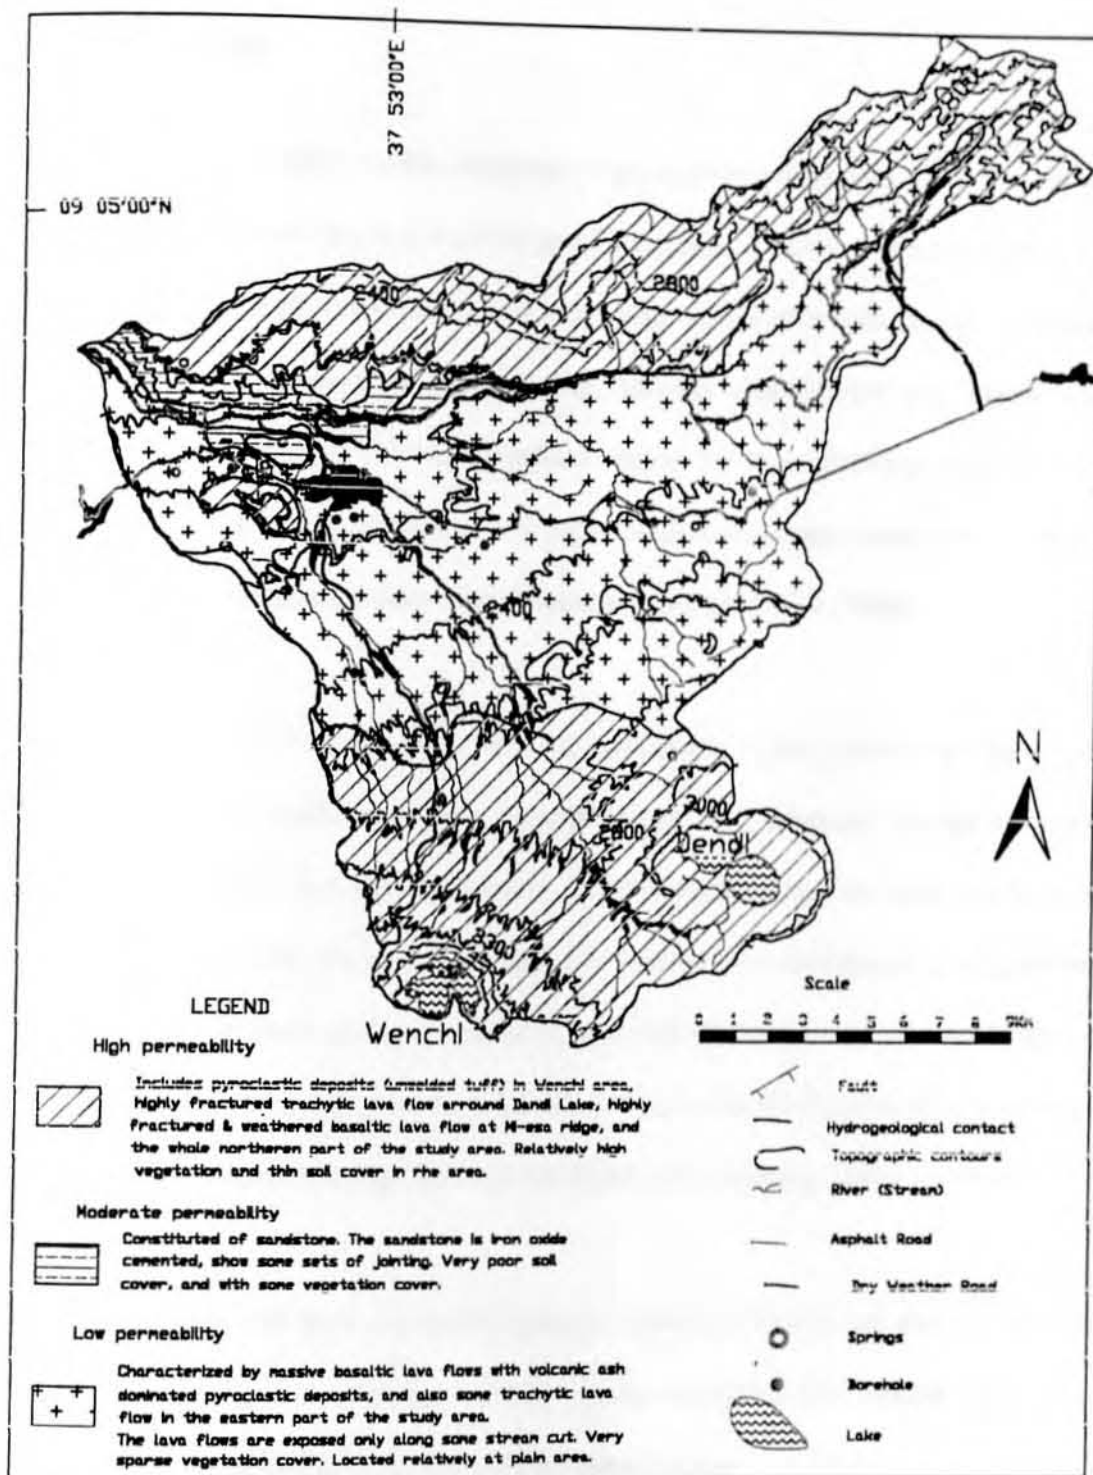 37 53'00"E
09 05'00"N
2400
2800
2400
3000
2800
Dendi
3300
Wenchi
N
Scale
0 1 2 3 4 5 6 7 8 9Km
LEGEND
High permeability
Includes pyroclastic deposits (unwelded tuff) in Wenchi area,
highly fractured trachytic lava flow arround Dandi Lake, highly
fractured & weathered basaltic lava flow at ridge, and
the whole northeren part of the study area. Relatively high
vegetation and thin soil cover in rhe area.
Moderate permeability
Constituted of sandstone. The sandstone is iron oxide
cemented, show some sets of jointing. Very poor soil
cover, and with some vegetation cover.
Low permeability
Characterized by massive basaltic lava flows with volcanic ash
dominated pyroclastic deposits, and also some trachytic lava
flow in the eastern part of the study area.
The lava flows are exposed only along some stream cut. Very
sparse vegetation cover. Located relatively at plain area.
Fault
Hydrogeological contact
Topographic contours
River (Stream)
Asphalt Road
Dry Weather Road
Springs
Borehole
Lake